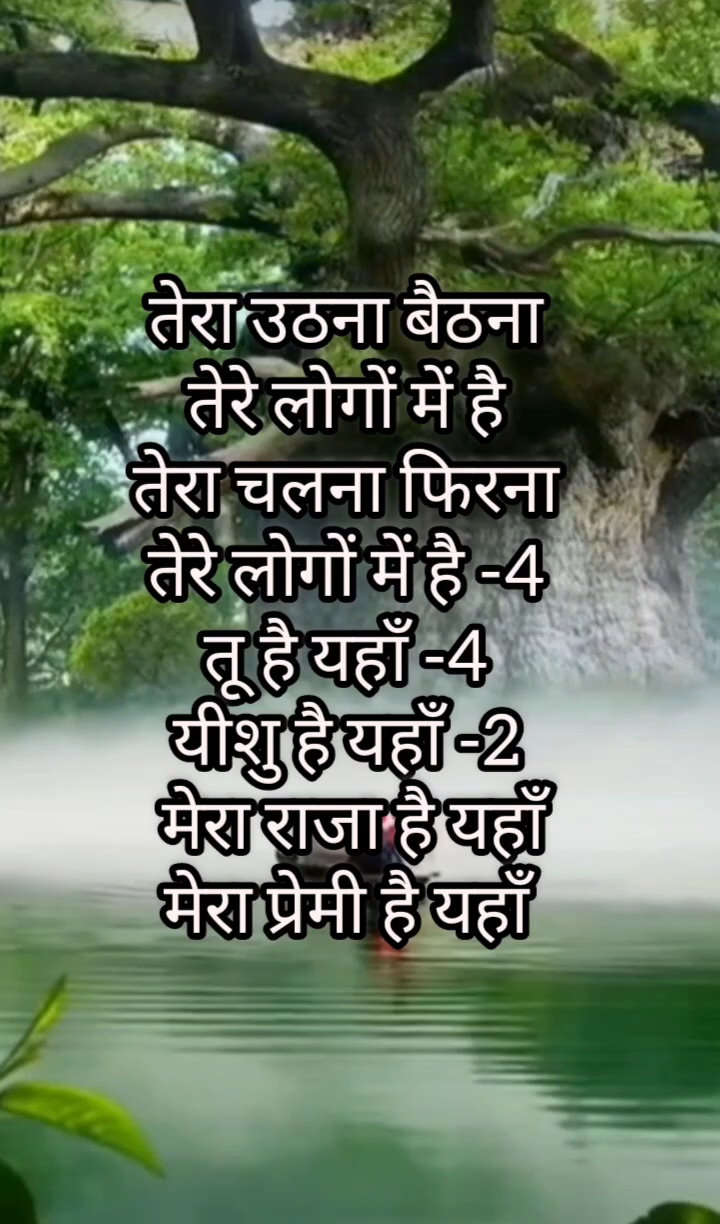 तेरा उठना बैठना
तेरे लोगों में है
तेरा चलना फिरना
तेरे लोगों में है -4
तू है यहाँ -4
यीशु है यहाँ -2
मेरा राजा है यहाँ
मेरा प्रेमी है यहाँ